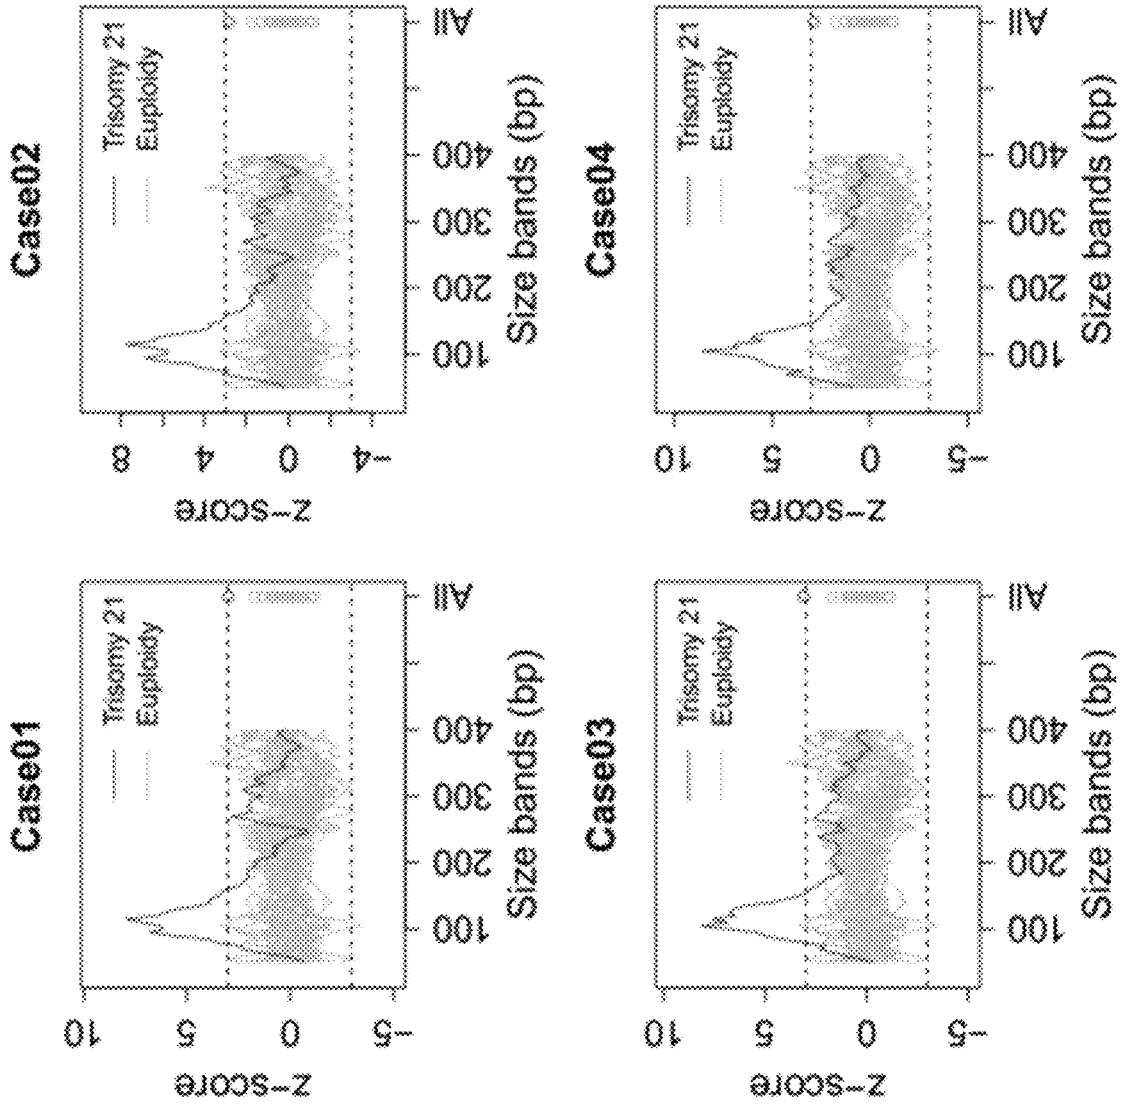 Case01
Trisomy 21
Euploidy
10
5
0
−5
z−score
100
200
300
400
All
Size bands (bp)
Case02
Trisomy 21
Euploidy
8
4
0
−4
z−score
100
200
300
400
All
Size bands (bp)
Case03
Trisomy 21
Euploidy
10
5
0
−5
z−score
100
200
300
400
All
Size bands (bp)
Case04
Trisomy 21
Euploidy
10
5
0
−5
z−score
100
200
300
400
All
Size bands (bp)